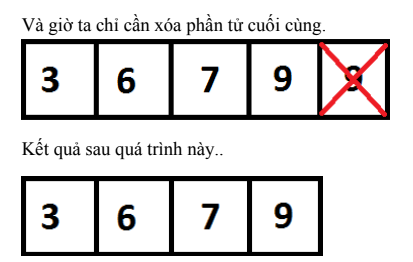 Và giờ ta chỉ cần xóa phần tử cuối cùng.
3 6 7 9 9
Kết quả sau quá trình này..
3 6 7 9